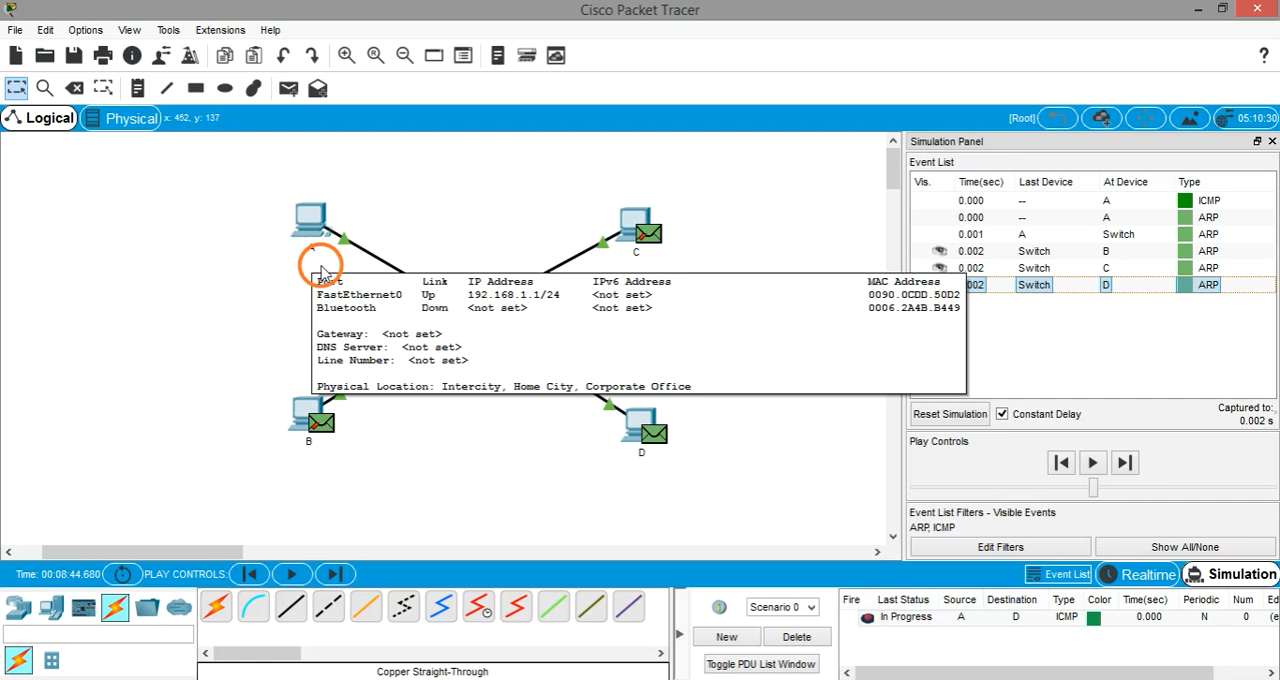 Cisco Packet Tracer
File Edit Options View Tools Extensions Help
Logical Physical x: 452, y: 137 [Root] 05:10:30
Simulation Panel
Event List
Vis. Time(sec) Last Device At Device Type
0.000 -- A ICMP
0.000 -- A ARP
0.001 A Switch ARP
0.002 Switch B ARP
0.002 Switch C ARP
002 Switch D ARP
C
Link IP Address IPv6 Address MAC Address
FastEthernet0 Up 192.168.1.1/24 <not set> 0090.0CDD.50D2
Bluetooth Down <not set> <not set> 0006.2A4B.B449
Gateway: <not set>
DNS Server: <not set>
Line Number: <not set>
Physical Location: Intercity, Home City, Corporate Office
B
D
Reset Simulation Constant Delay Captured to:
0.002 s
Play Controls
Event List Filters - Visible Events
ARP, ICMP
Edit Filters Show All/None
Time: 00:08:44.680 PLAY CONTROLS: Event List Realtime Simulation
Scenario 0
New Delete
Toggle PDU List Window
Fire Last Status Source Destination Type Color Time(sec) Periodic Num Edit
In Progress A D ICMP 0.000 N 0 (e
Copper Straight-Through